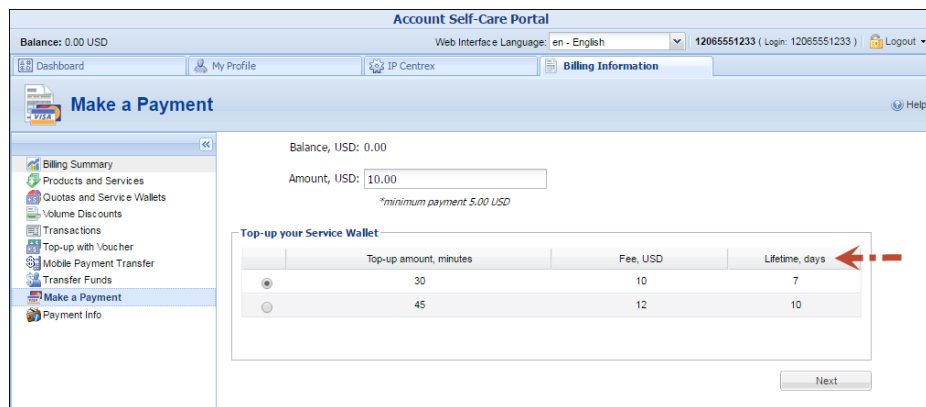 Account Self-Care Portal
Balance: 0.00 USD Web Interface Language: en - English 12065551233 ( Login: 12065551233 ) Logout
Dashboard My Profile IP Centrex Billing Information
VISA Make a Payment Help
Billing Summary
Products and Services
Quotas and Service Wallets
Volume Discounts
Transactions
Top-up with Voucher
Mobile Payment Transfer
Transfer Funds
Make a Payment
Payment Info
Balance, USD: 0.00
Amount, USD: 10.00
*minimum payment 5.00 USD
Top-up your Service Wallet
Top-up amount, minutes Fee, USD Lifetime, days
30 10 7
45 12 10
Next